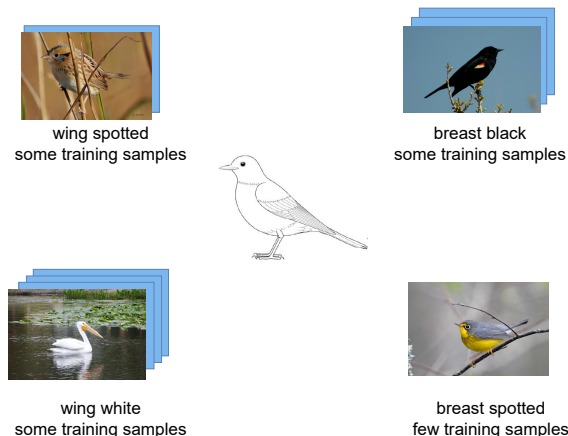 wing spotted
some training samples
breast black
some training samples
wing white
some training samples
breast spotted
few training samples